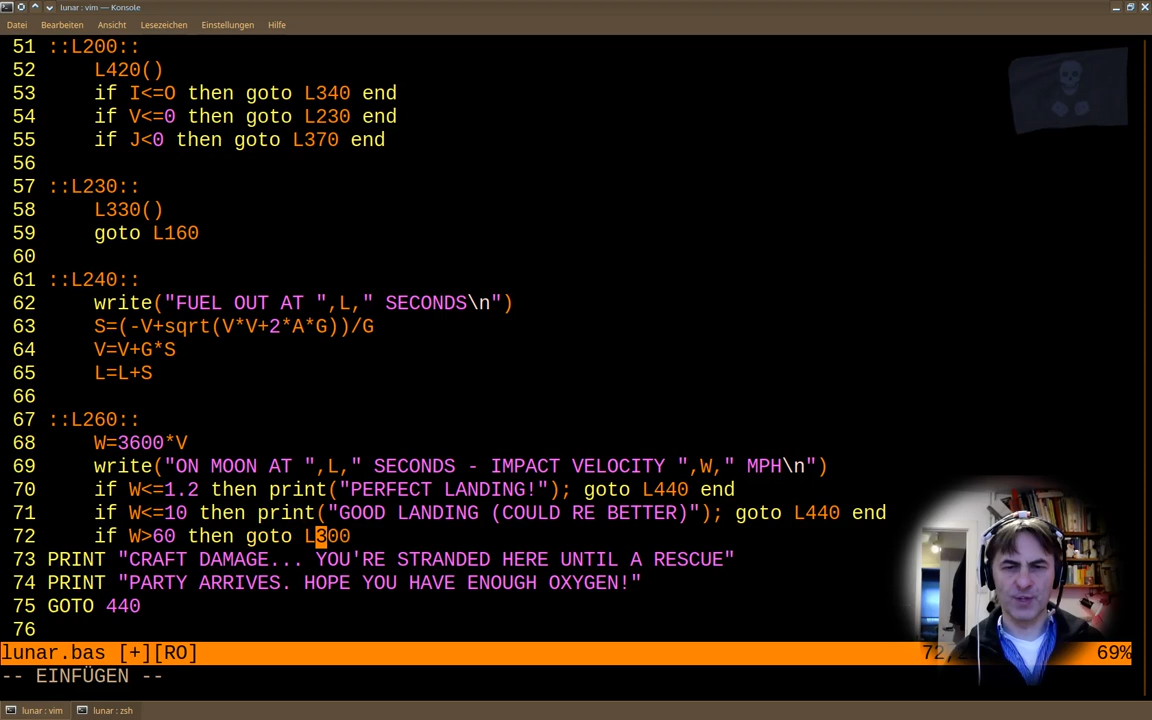 lunar : vim — Konsole
Datei Bearbeiten Ansicht Lesezeichen Einstellungen Hilfe
51 ::L200::
52     L420()
53     if I<=O then goto L340 end
54     if V<=0 then goto L230 end
55     if J<0 then goto L370 end
56
57 ::L230::
58     L330()
59     goto L160
60
61 ::L240::
62     write("FUEL OUT AT ",L," SECONDS\n")
63     S=(-V+sqrt(V*V+2*A*G))/G
64     V=V+G*S
65     L=L+S
66
67 ::L260::
68     W=3600*V
69     write("ON MOON AT ",L," SECONDS - IMPACT VELOCITY ",W," MPH\n")
70     if W<=1.2 then print("PERFECT LANDING!"); goto L440 end
71     if W<=10 then print("GOOD LANDING (COULD RE BETTER)"); goto L440 end
72     if W>60 then goto L300
73 PRINT "CRAFT DAMAGE... YOU'RE STRANDED HERE UNTIL A RESCUE"
74 PRINT "PARTY ARRIVES. HOPE YOU HAVE ENOUGH OXYGEN!"
75 GOTO 440
76
lunar.bas [+][RO] 69%
-- EINFÜGEN --
lunar : vim lunar : zsh